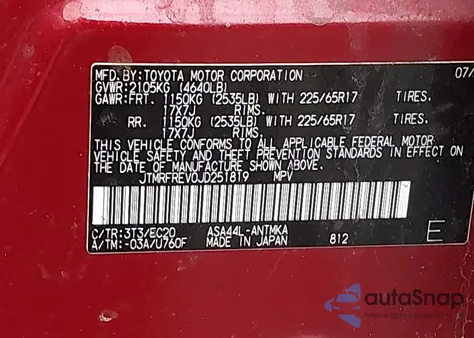 MFD. BY: TOYOTA MOTOR CORPORATION 07/
GVWR: 2105KG (4640LB)
GAWR: FRT. 1150KG (2535LB) WITH 225/65R17 TIRES.
17X7J RIMS.
RR. 1150KG (2535LB) WITH 225/65R17 TIRES.
17X7J RIMS.
THIS VEHICLE CONFORMS TO ALL APPLICABLE FEDERAL MOTOR
VEHICLE SAFETY AND THEFT PREVENTION STANDARDS IN EFFECT ON
THE DATE OF MANUFACTURE SHOWN ABOVE.
JTMRFREV0JD251819 MPV
C/TR: 3T3/EC20 ASA44L-ANTMKA
A/TM: -03A/U760F MADE IN JAPAN 812 E
autoSnap